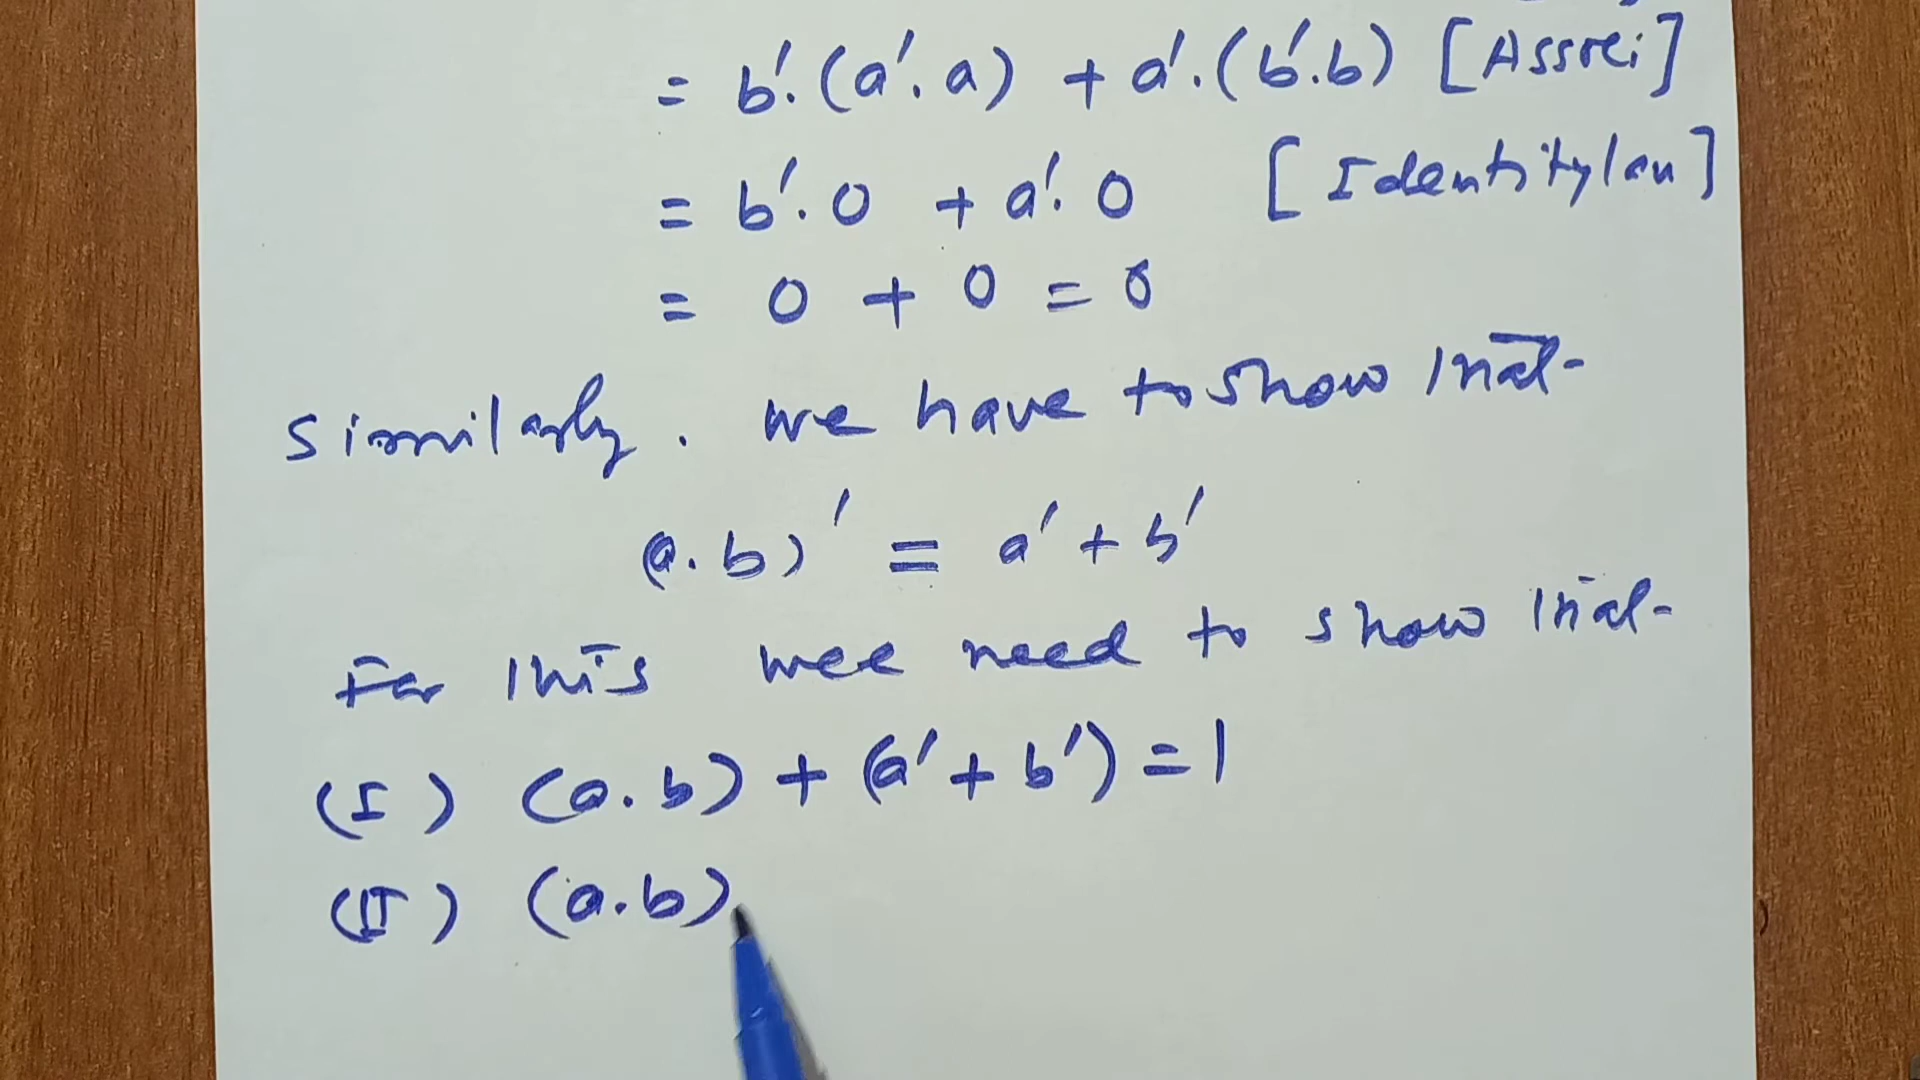 = b'.(a'.a) + a'.(b'.b) [Associ]
= b'.0 + a'.0 [Identity law]
= 0 + 0 = 0
Similarly. we have to show that
(a.b)' = a' + b'
For this wee need to show that
(I) (a.b) + (a' + b') = 1
(II) (a.b)